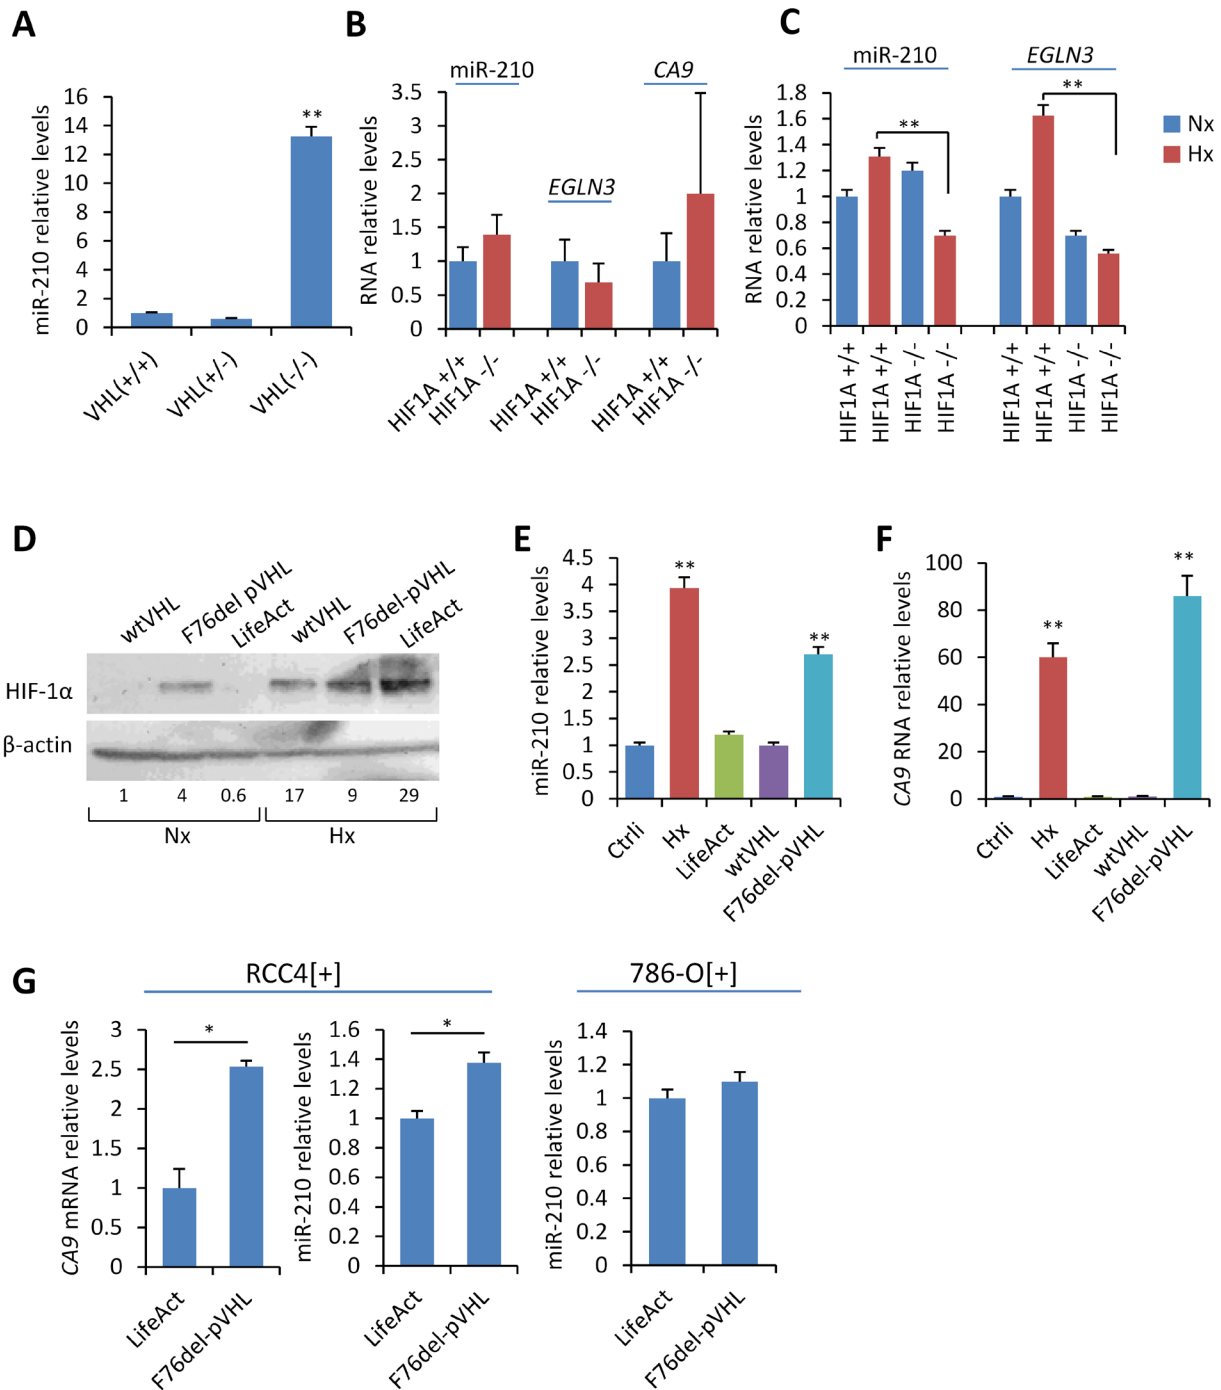 A
miR-210 relative levels
16
14
12
10
8
6
4
2
0
**
VHL(+/+)
VHL(+/-)
VHL(-/-)
B
RNA relative levels
3.5
3
2.5
2
1.5
1
0.5
0
miR-210
EGLN3
CA9
HIF1A +/+
HIF1A -/-
HIF1A +/+
HIF1A -/-
HIF1A +/+
HIF1A -/-
C
RNA relative levels
1.8
1.6
1.4
1.2
1
0.8
0.6
0.4
0.2
0
miR-210
EGLN3
**
**
Nx
Hx
HIF1A +/+
HIF1A +/+
HIF1A -/-
HIF1A -/-
HIF1A +/+
HIF1A +/+
HIF1A -/-
HIF1A -/-
D
wtVHL
F76del pVHL
LifeAct
wtVHL
F76del-pVHL
LifeAct
HIF-1α
β-actin
1 4 0.6 17 9 29
Nx Hx
E
miR-210 relative levels
4.5
4
3.5
3
2.5
2
1.5
1
0.5
0
**
**
Ctrli
Hx
LifeAct
wtVHL
F76del-pVHL
F
CA9 RNA relative levels
100
80
60
40
20
0
**
**
Ctrli
Hx
LifeAct
wtVHL
F76del-pVHL
G
RCC4[+]
CA9 mRNA relative levels
3
2.5
2
1.5
1
0.5
0
*
LifeAct
F76del-pVHL
miR-210 relative levels
1.6
1.4
1.2
1
0.8
0.6
0.4
0.2
0
*
LifeAct
F76del-pVHL
786-O[+]
miR-210 relative levels
1.4
1.2
1
0.8
0.6
0.4
0.2
0
LifeAct
F76del-pVHL